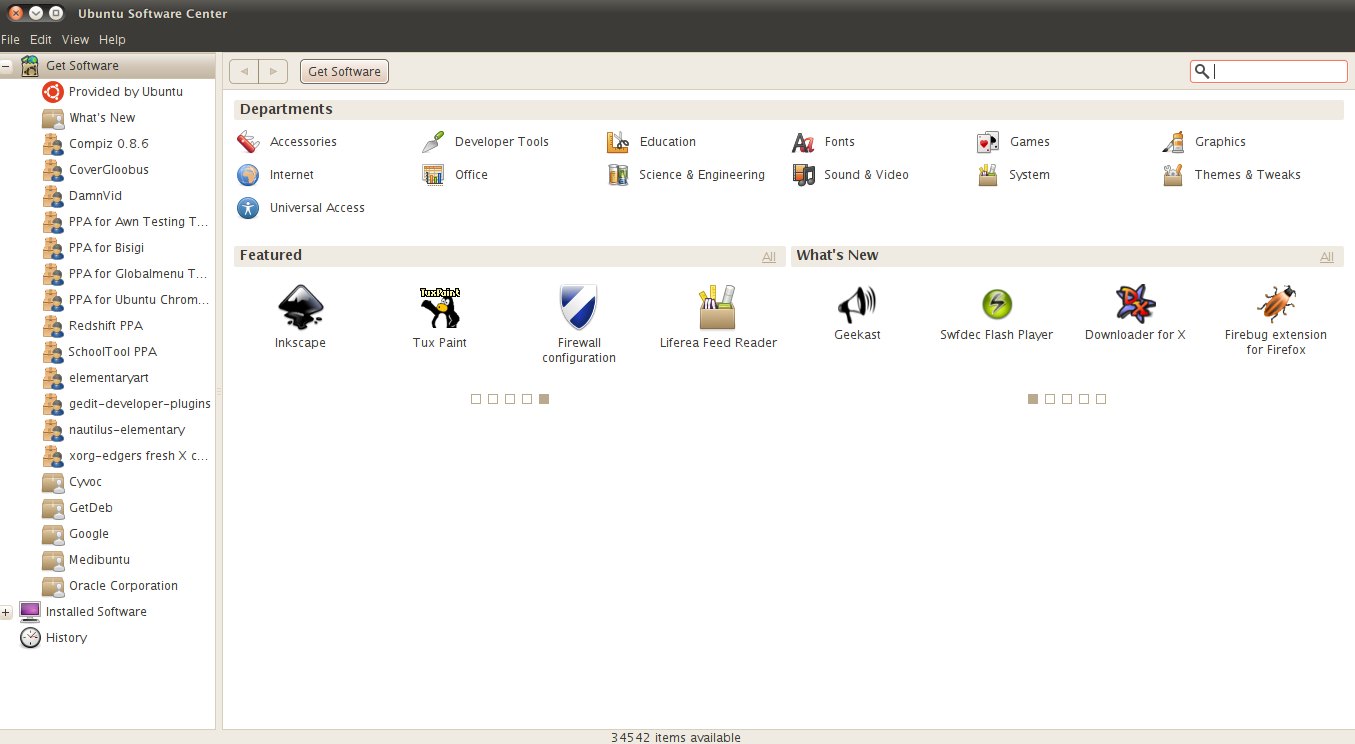 Ubuntu Software Center
File Edit View Help
Get Software
Provided by Ubuntu
What's New
Compiz 0.8.6
CoverGloobus
DamnVid
PPA for Awn Testing T...
PPA for Bisigi
PPA for Globalmenu T...
PPA for Ubuntu Chrom...
Redshift PPA
SchoolTool PPA
elementaryart
gedit-developer-plugins
nautilus-elementary
xorg-edgers fresh X c...
Cyvoc
GetDeb
Google
Medibuntu
Oracle Corporation
Installed Software
History
Get Software
Departments
Accessories Developer Tools Education Fonts Games Graphics
Internet Office Science & Engineering Sound & Video System Themes & Tweaks
Universal Access
Featured All
TuxPaint
Inkscape Tux Paint Firewall Liferea Feed Reader
configuration
What's New All
Geekast Swfdec Flash Player Downloader for X Firebug extension
for Firefox
34542 items available